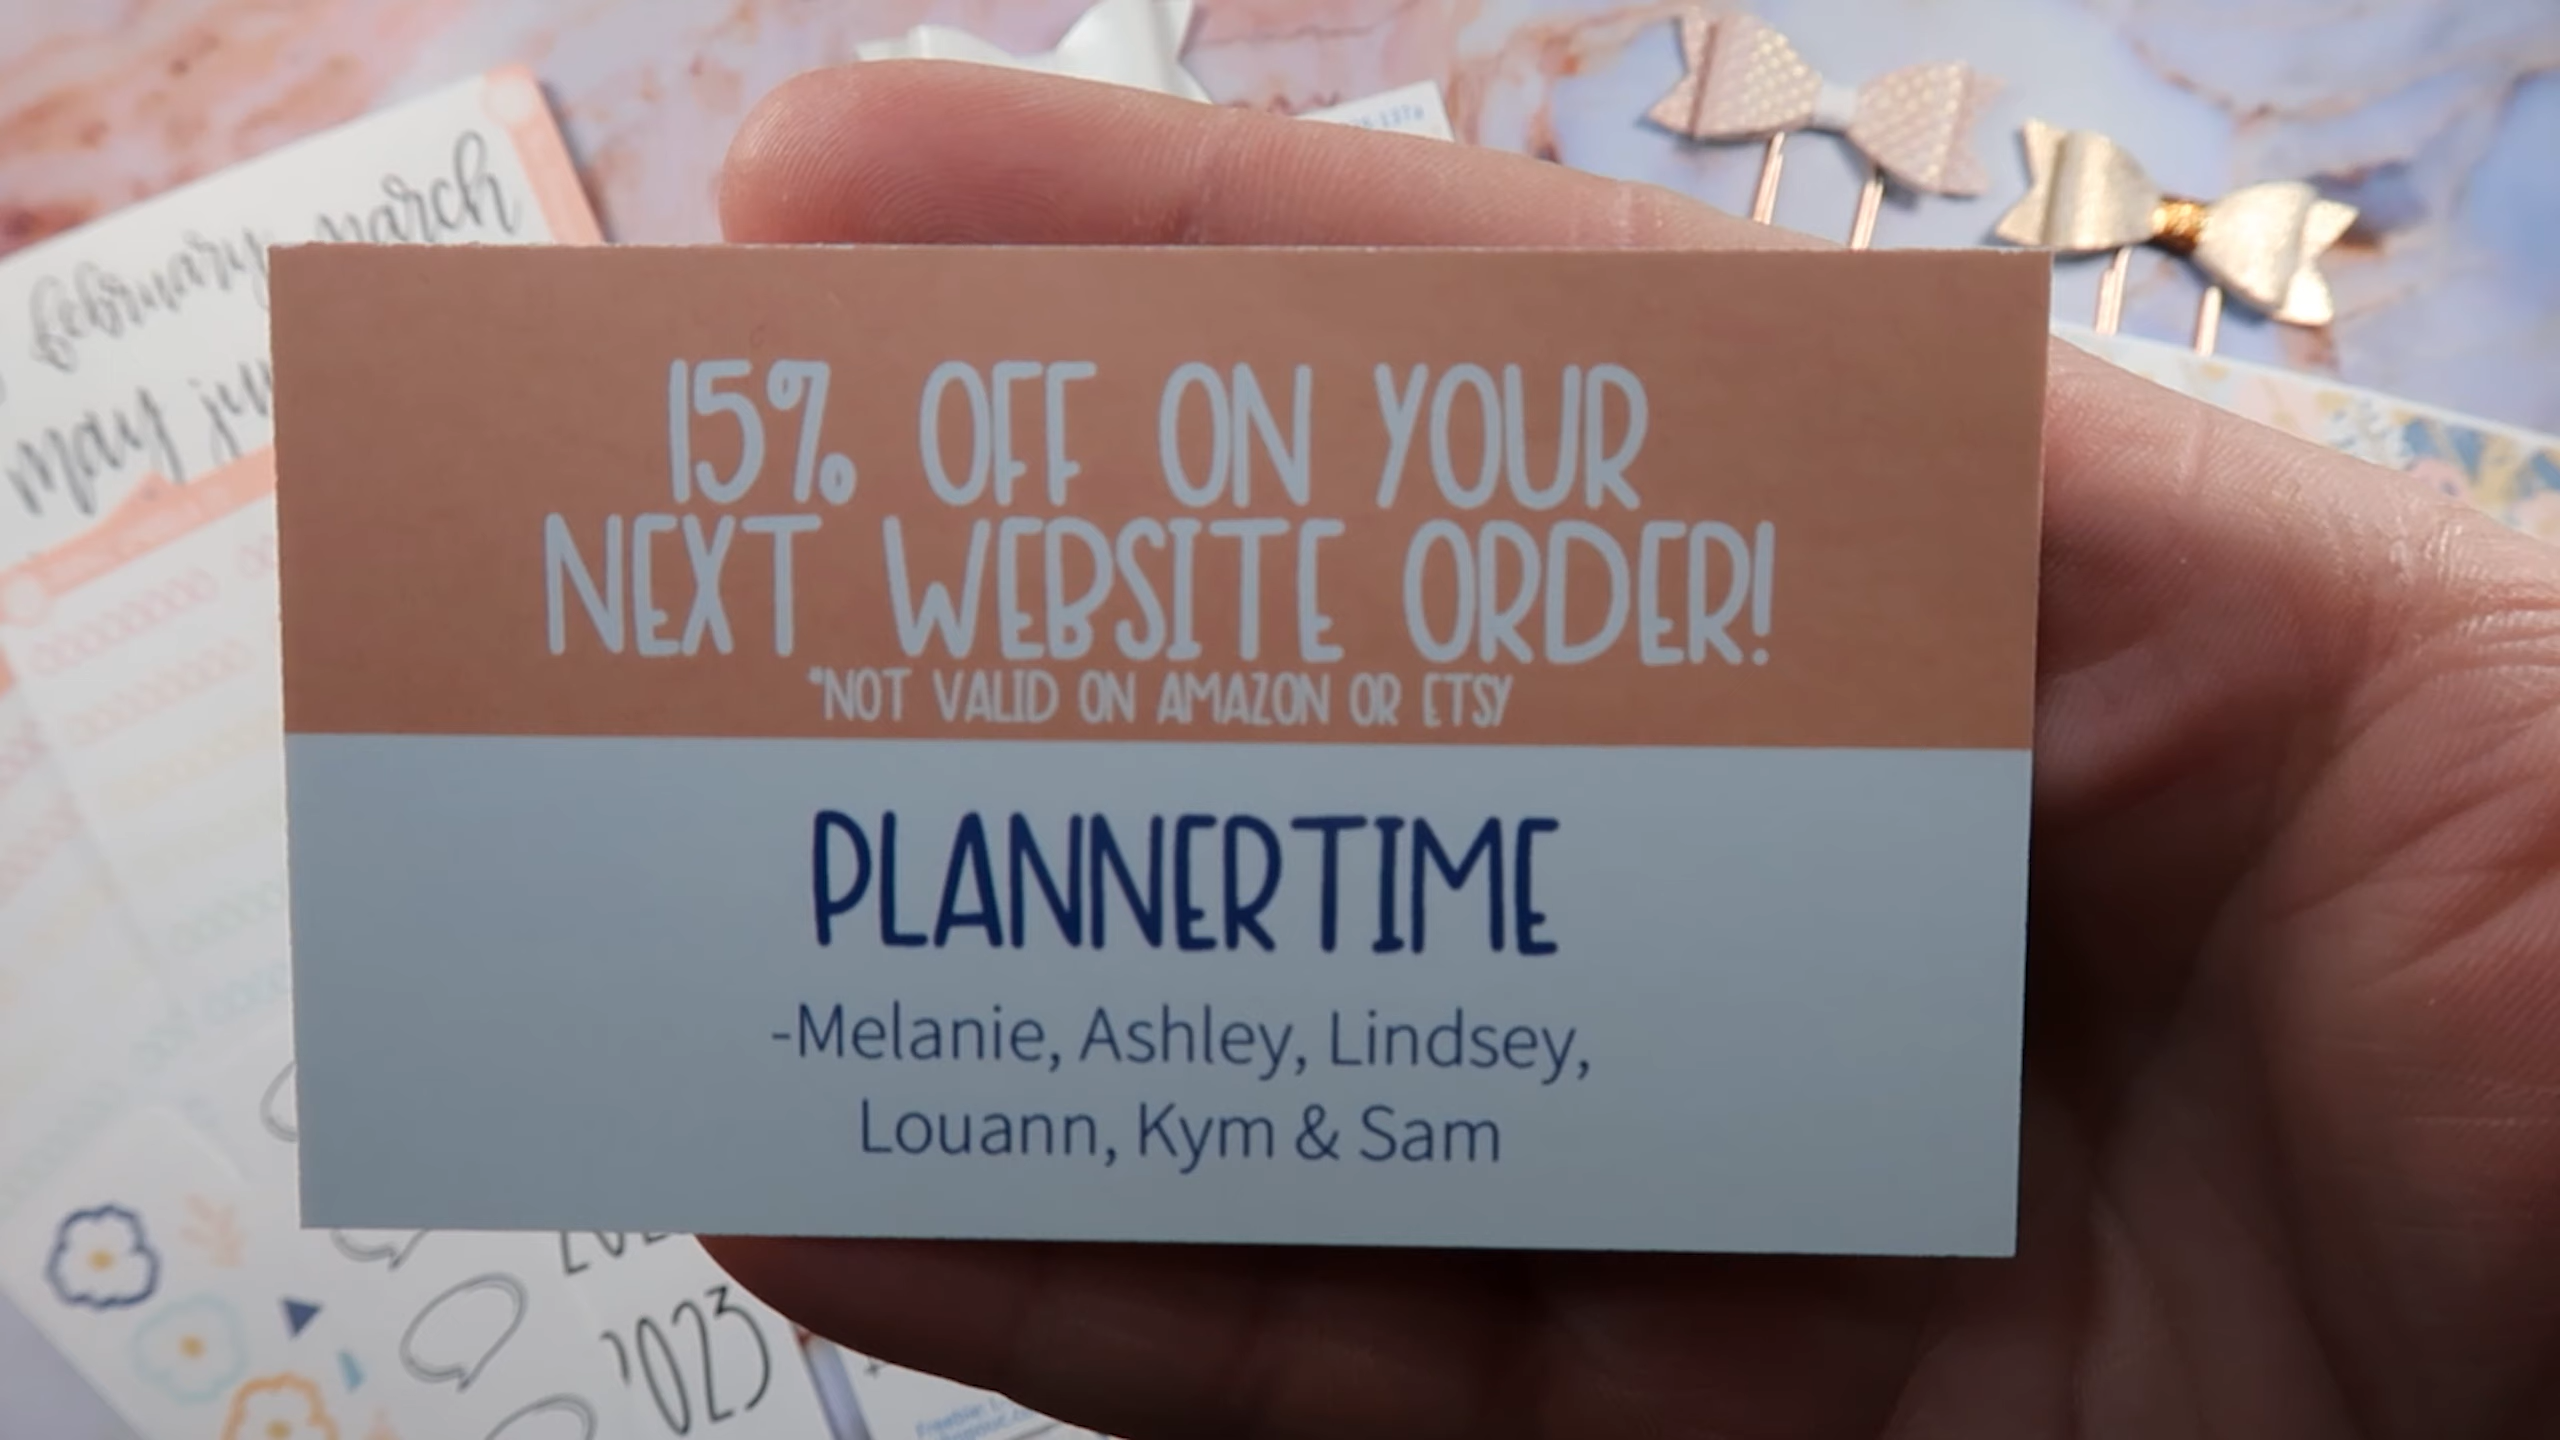 february march
may
15% OFF ON YOUR
NEXT WEBSITE ORDER!
*NOT VALID ON AMAZON OR ETSY
PLANNERTIME
-Melanie, Ashley, Lindsey,
Louann, Kym & Sam
2023